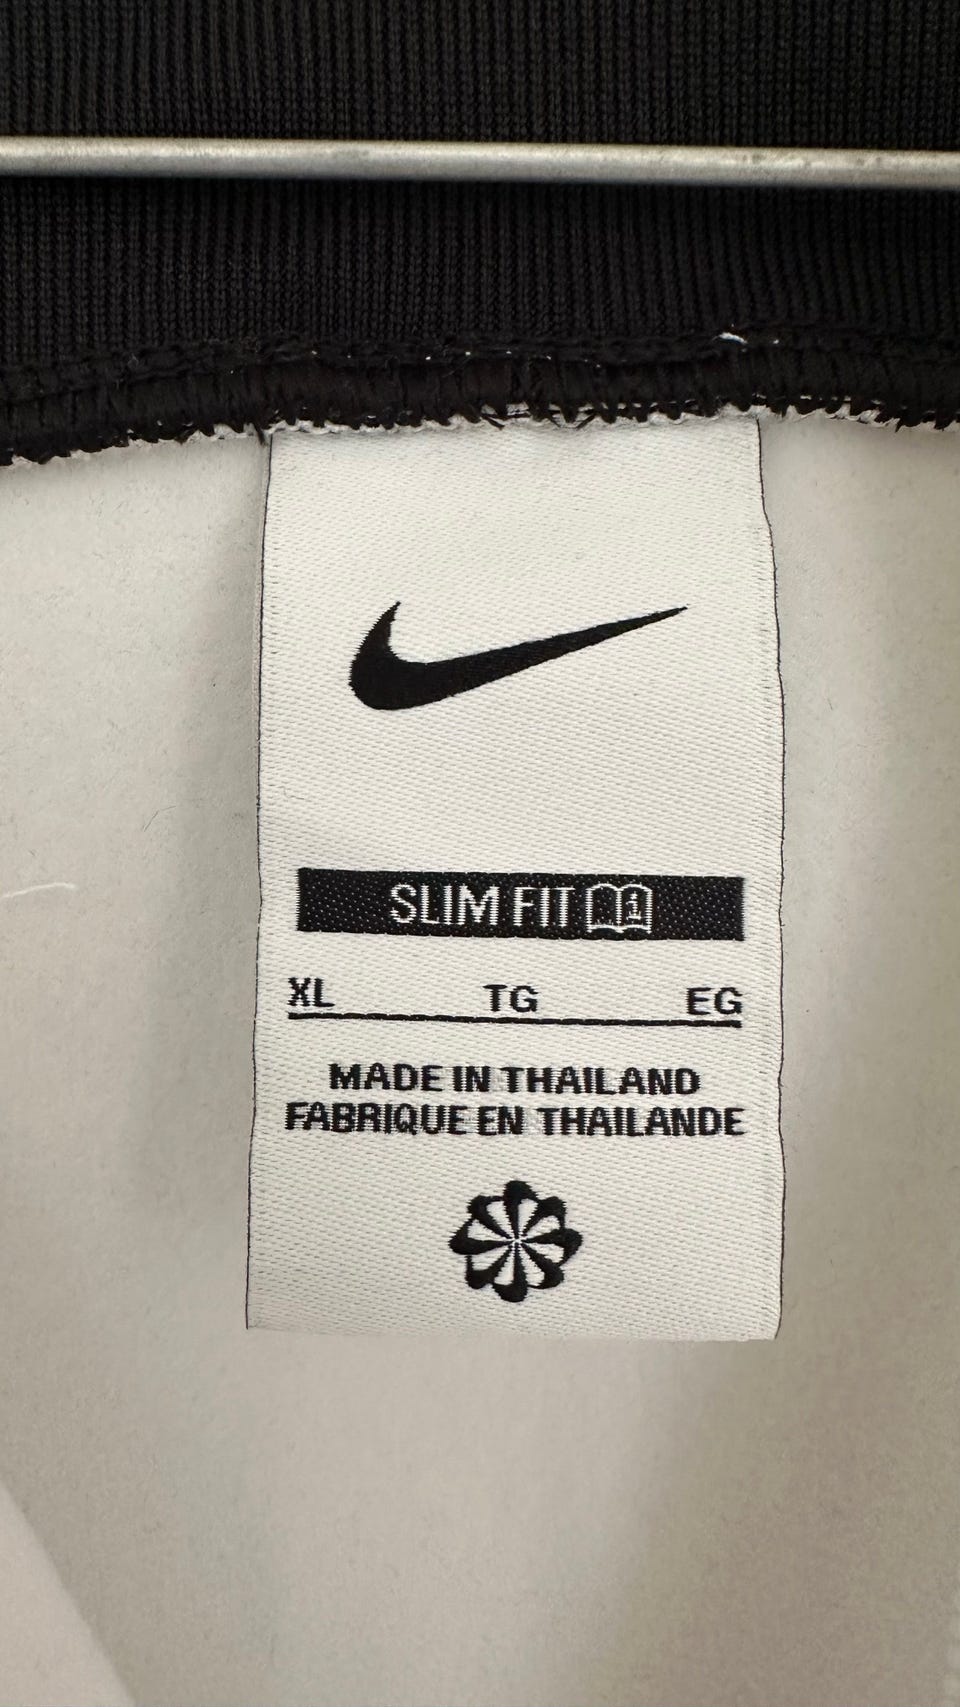 SLIM FIT
XL TG EG
MADE IN THAILAND
FABRIQUE EN THAILANDE